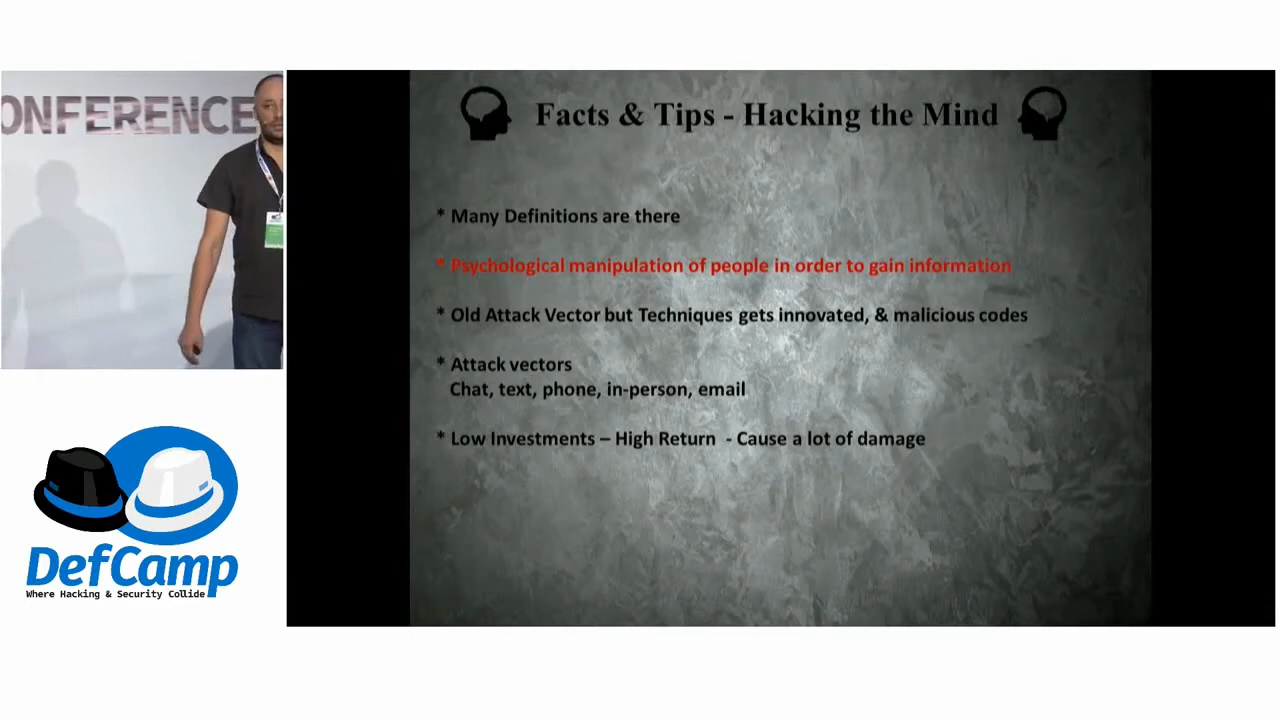 ONFERENCE
Facts & Tips - Hacking the Mind
* Many Definitions are there
* Psychological manipulation of people in order to gain information
* Old Attack Vector but Techniques gets innovated, & malicious codes
* Attack vectors
Chat, text, phone, in-person, email
* Low Investments – High Return - Cause a lot of damage
DefCamp
Where Hacking & Security Collide